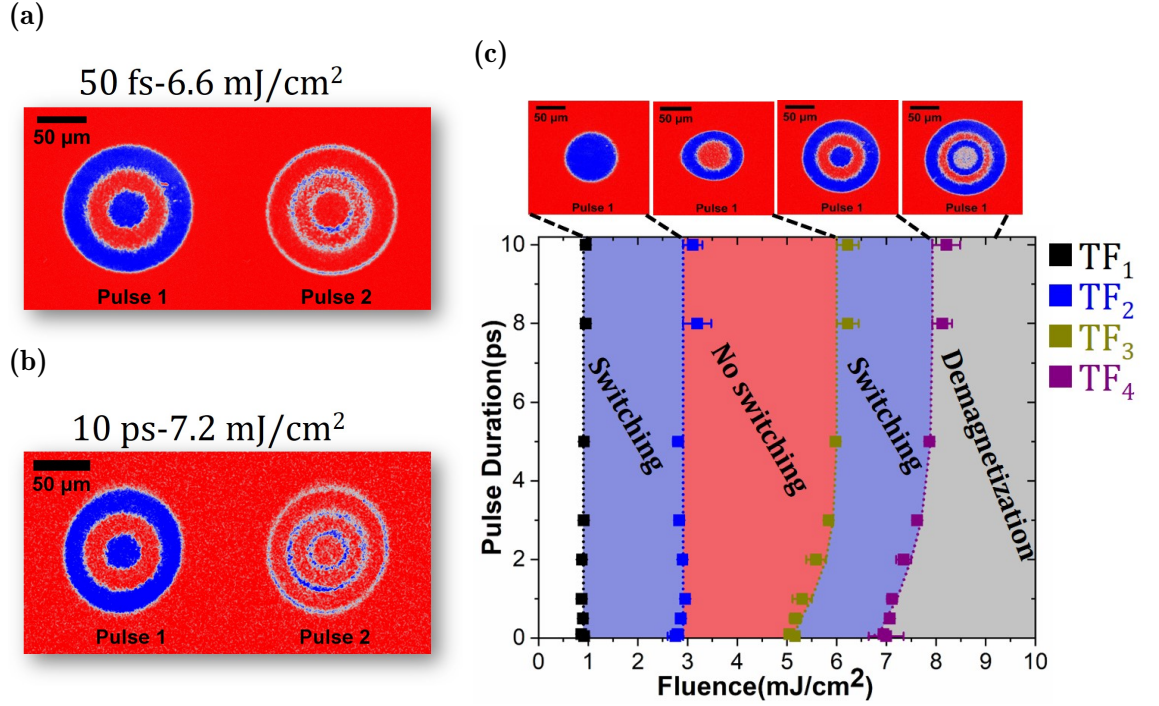 (a)
50 fs-6.6 mJ/cm²
50 µm
Pulse 1 Pulse 2
(b)
10 ps-7.2 mJ/cm²
50 µm
Pulse 1 Pulse 2
(c)
50 µm 50 µm 50 µm 50 µm
Pulse 1 Pulse 1 Pulse 1 Pulse 1
Pulse Duration(ps)
10
8
6
4
2
0
Switching
No switching
Switching
Demagnetization
0 1 2 3 4 5 6 7 8 9 10
Fluence(mJ/cm²)
TF₁
TF₂
TF₃
TF₄